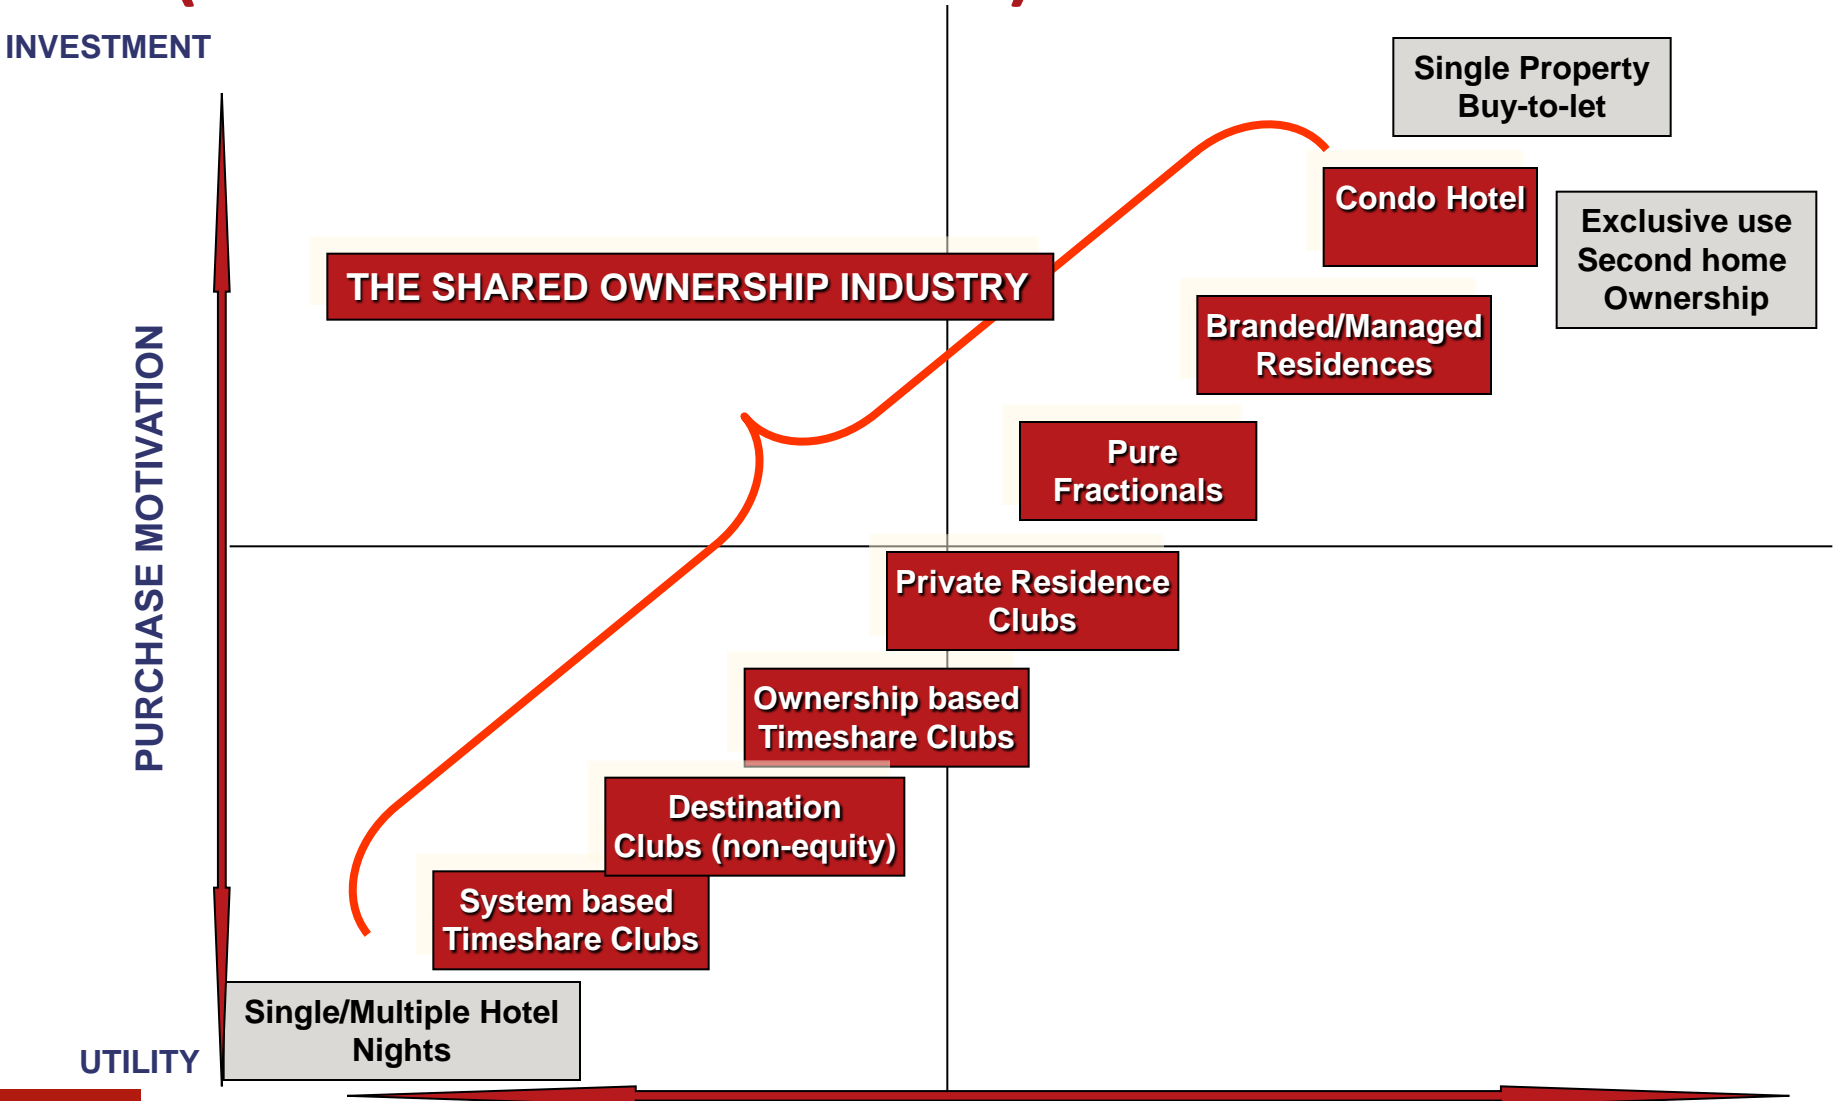 INVESTMENT
Single Property
Buy-to-let
Condo Hotel
Exclusive use
Second home
Ownership
THE SHARED OWNERSHIP INDUSTRY
Branded/Managed
Residences
PURCHASE MOTIVATION
Pure
Fractionals
Private Residence
Clubs
Ownership based
Timeshare Clubs
Destination
Clubs (non-equity)
System based
Timeshare Clubs
Single/Multiple Hotel
Nights
UTILITY